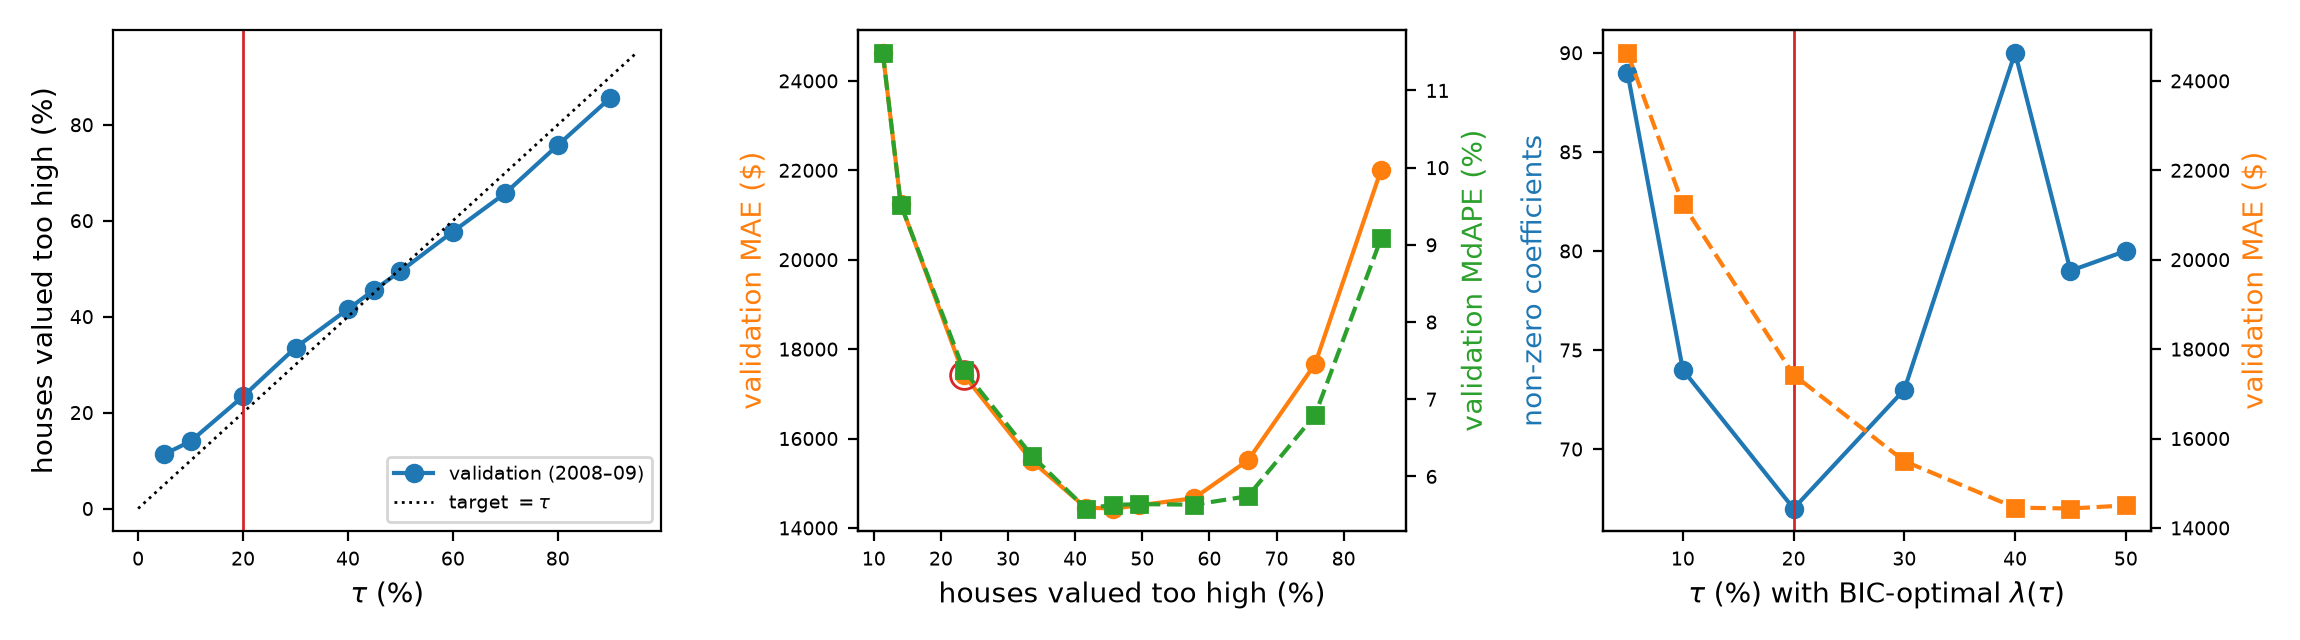 houses valued too high (%)
80
60
40
20
0
validation (2008–09)
target = τ
0 20 40 60 80
τ (%)
validation MAE ($)
24000
22000
20000
18000
16000
14000
11
10
9
8
7
6
validation MdAPE (%)
10 20 30 40 50 60 70 80
houses valued too high (%)
non-zero coefficients
90
85
80
75
70
24000
22000
20000
18000
16000
14000
validation MAE ($)
10 20 30 40 50
τ (%) with BIC-optimal λ(τ)